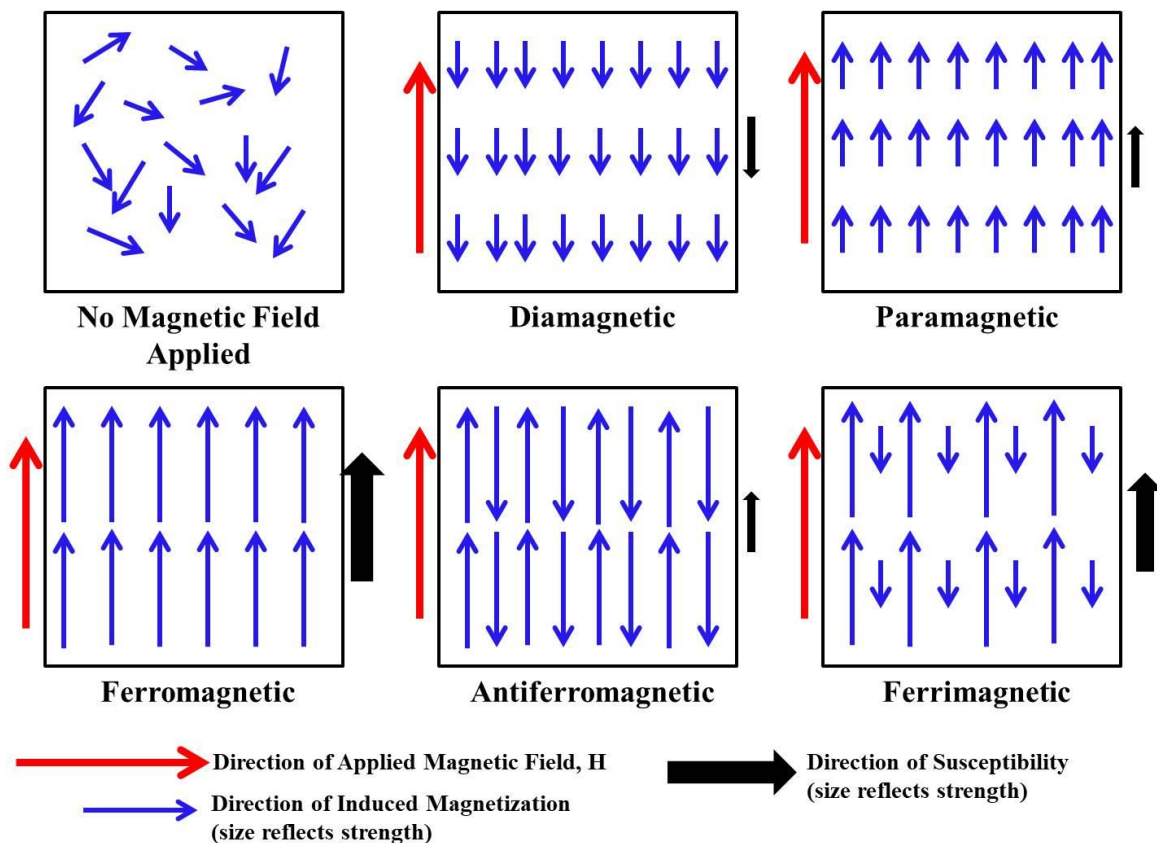 No Magnetic Field
Applied
Diamagnetic
Paramagnetic
Ferromagnetic
Antiferromagnetic
Ferrimagnetic
Direction of Applied Magnetic Field, H
Direction of Induced Magnetization
(size reflects strength)
Direction of Susceptibility
(size reflects strength)